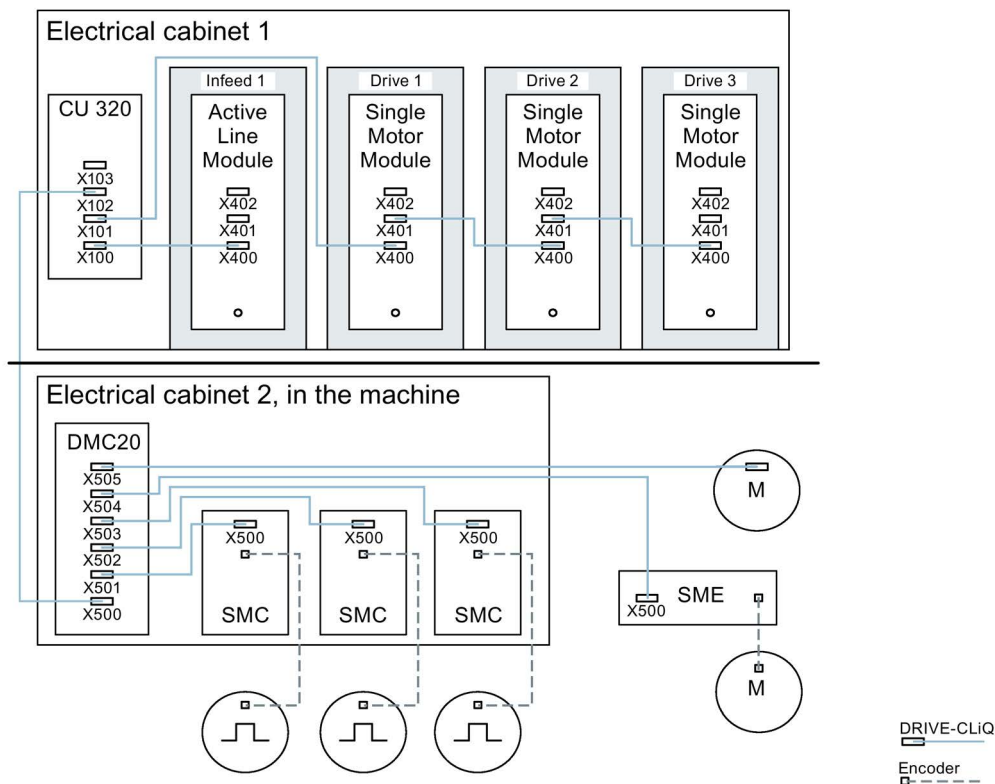 Electrical cabinet 1
CU 320
X103
X102
X101
X100
Infeed 1
Active
Line
Module
X402
X401
X400
Drive 1
Single
Motor
Module
X402
X401
X400
Drive 2
Single
Motor
Module
X402
X401
X400
Drive 3
Single
Motor
Module
X402
X401
X400
Electrical cabinet 2, in the machine
DMC20
X505
X504
X503
X502
X501
X500
X500
SMC
X500
SMC
X500
SMC
M
X500
SME
M
DRIVE-CLiQ
Encoder